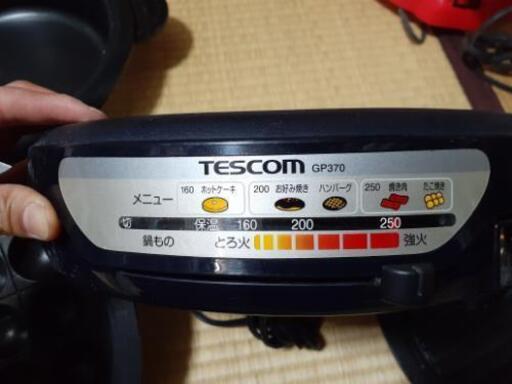 TESCOM GP370
メニュー 160 ホットケーキ 200 お好み焼き ハンバーグ 250 焼き肉 たこ焼き
切 保温 160 200 250
鍋もの とろ火 強火